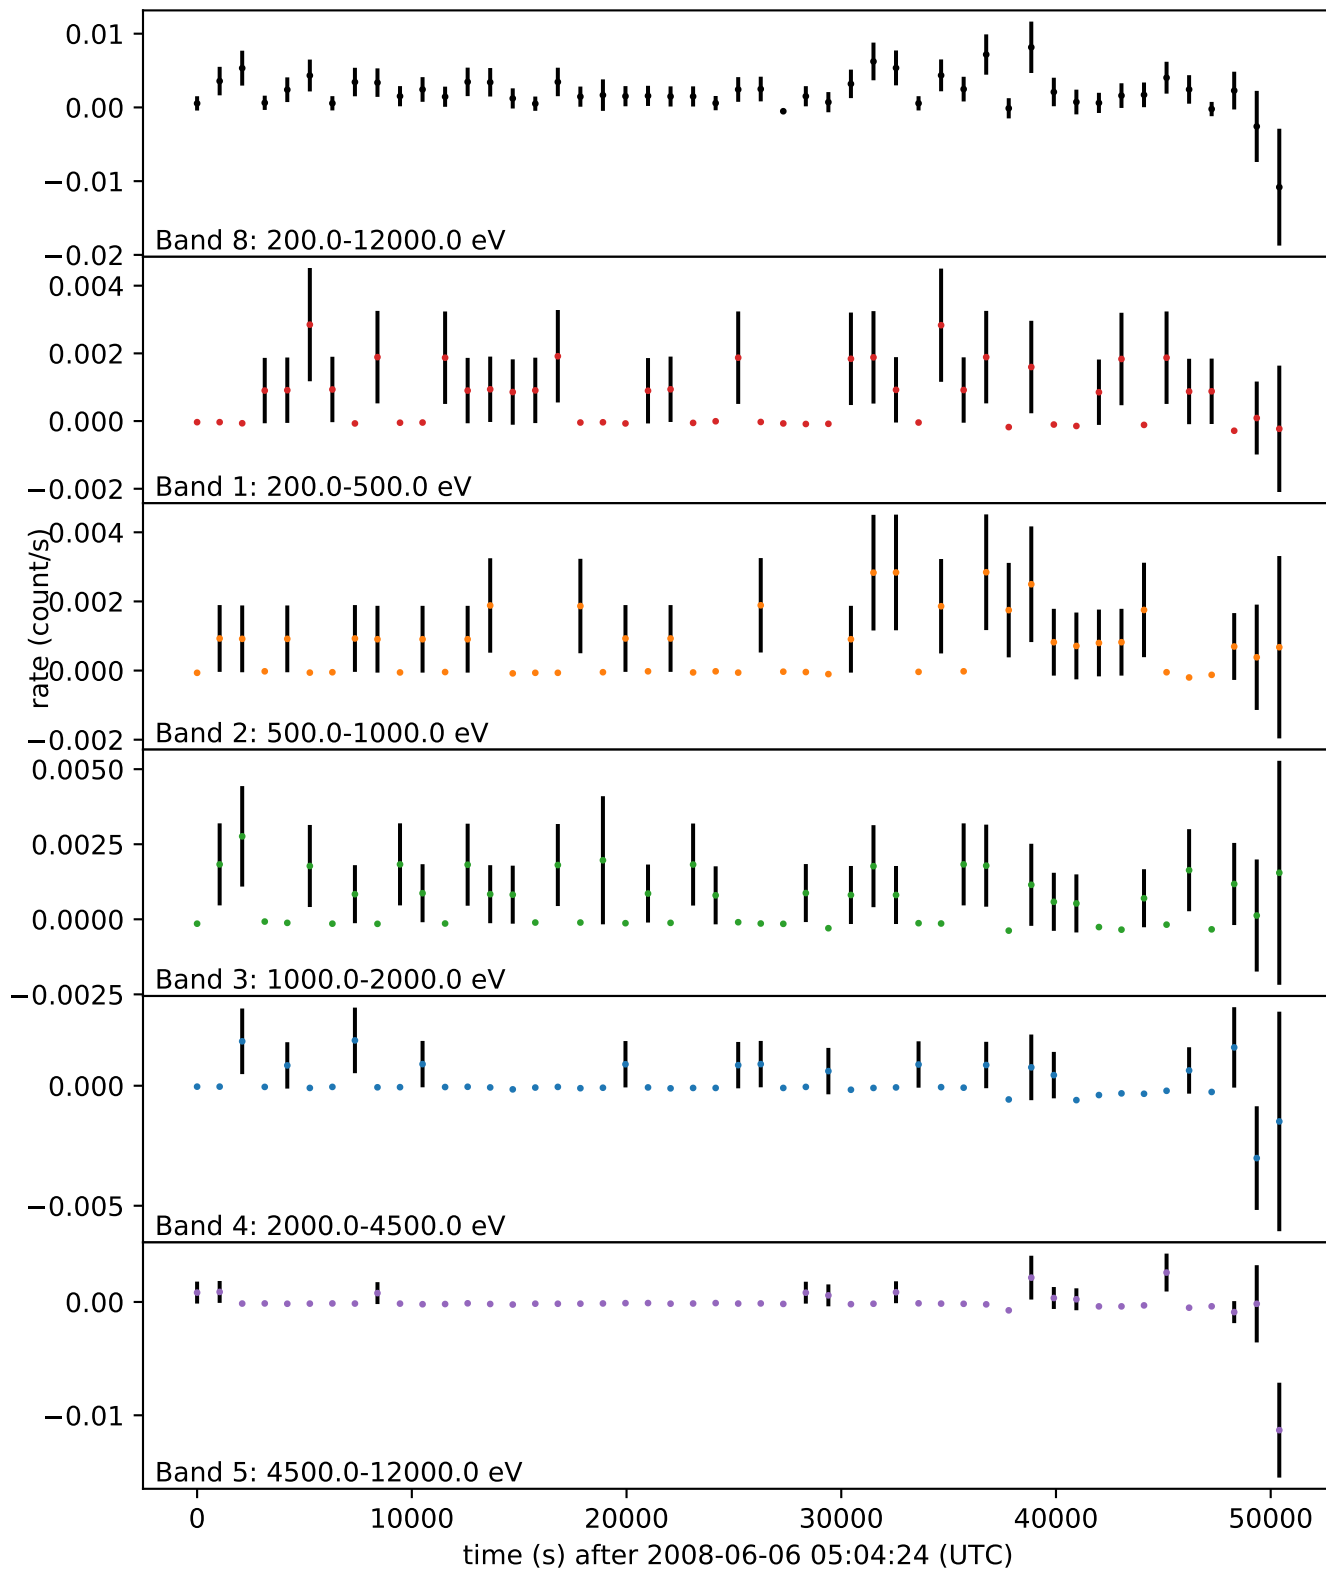 0.01
0.00
−0.01
−0.02
Band 8: 200.0-12000.0 eV
0.004
0.002
0.000
−0.002
Band 1: 200.0-500.0 eV
rate (count/s)
0.004
0.002
0.000
−0.002
Band 2: 500.0-1000.0 eV
0.0050
0.0025
0.0000
−0.0025
Band 3: 1000.0-2000.0 eV
0.000
−0.005
Band 4: 2000.0-4500.0 eV
0.00
−0.01
Band 5: 4500.0-12000.0 eV
0 10000 20000 30000 40000 50000
time (s) after 2008-06-06 05:04:24 (UTC)